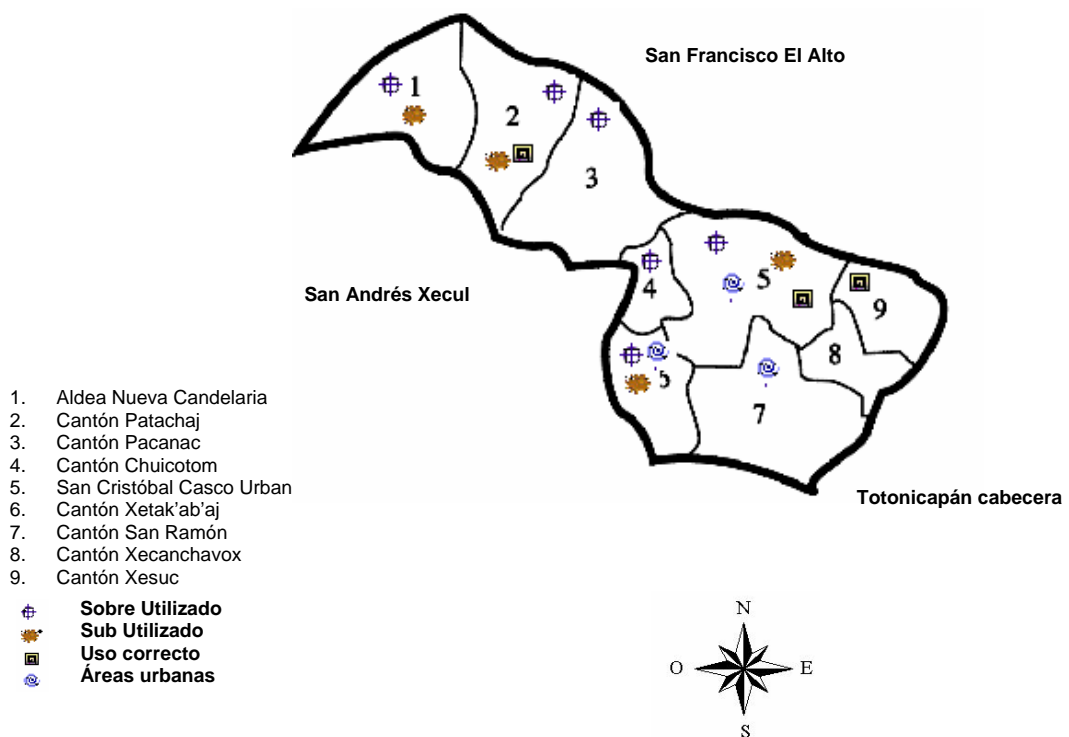 San Francisco El Alto
1
2
3
San Andrés Xecul
4
5
9
8
6
7
1. Aldea Nueva Candelaria
2. Cantón Patachaj
3. Cantón Pacanac
4. Cantón Chuicotom
5. San Cristóbal Casco Urban
6. Cantón Xetak’ab’aj
7. Cantón San Ramón
8. Cantón Xecanchavox
9. Cantón Xesuc
Totonicapán cabecera
Sobre Utilizado
Sub Utilizado
Uso correcto
Áreas urbanas
N
O E
S